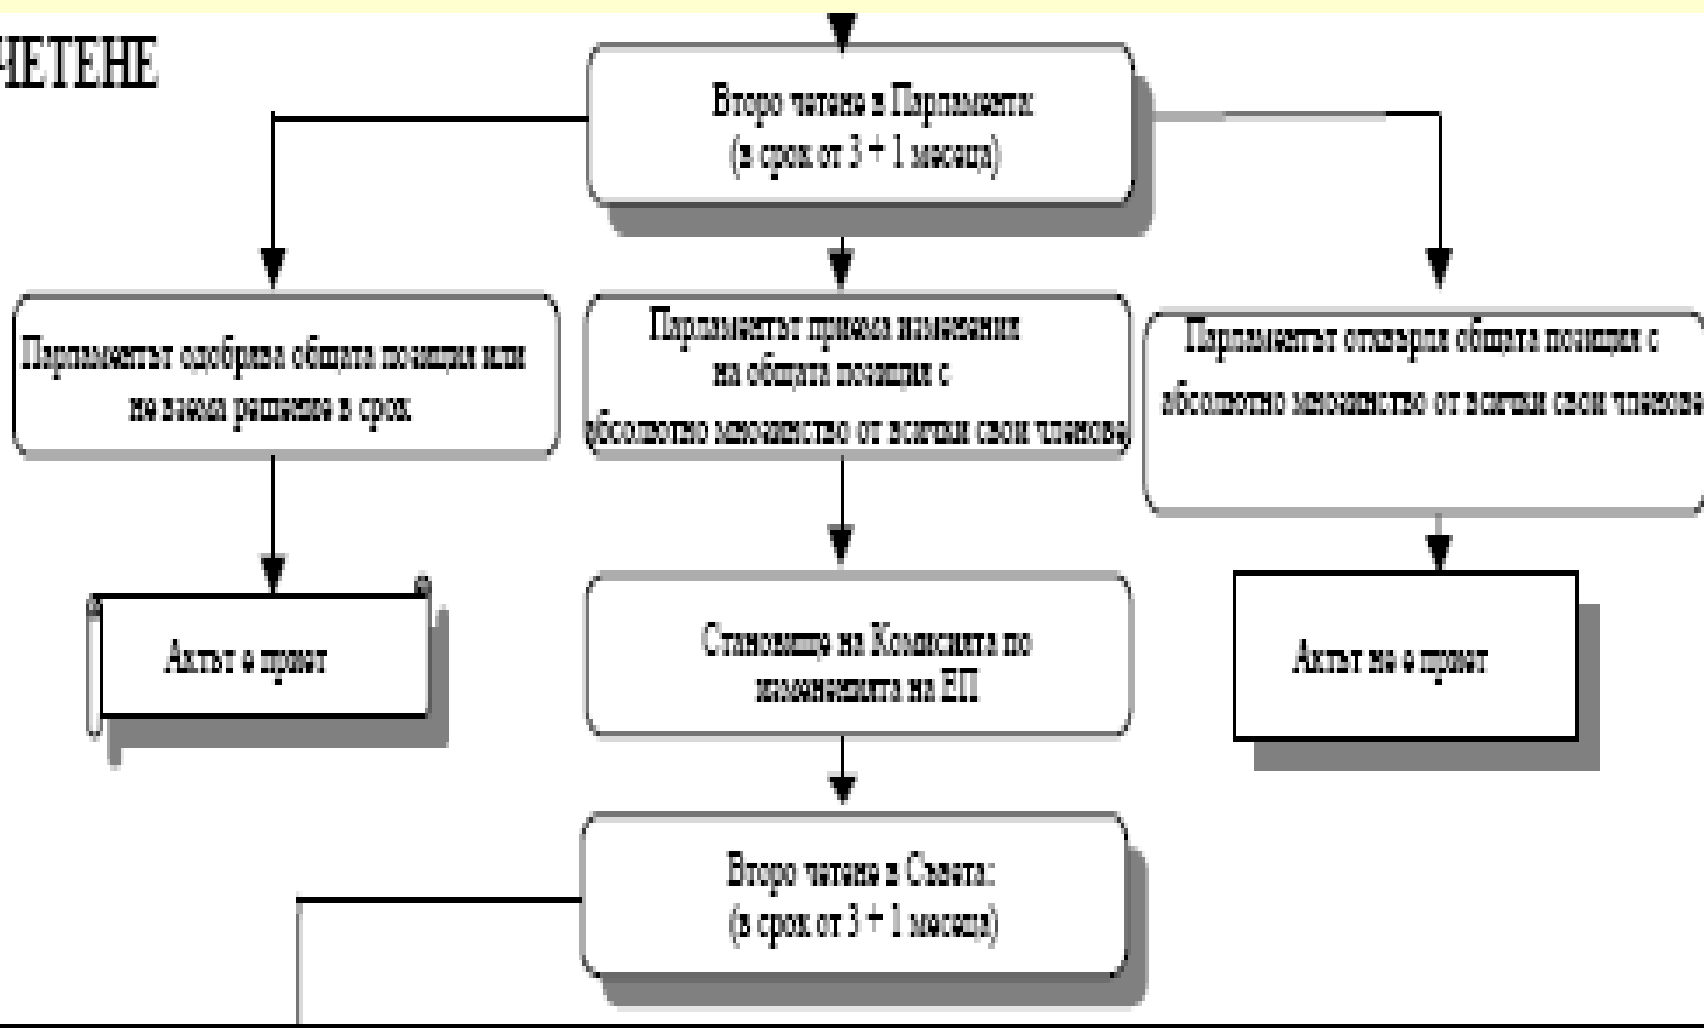 ЧЕТЕНЕ
Второ четене в Парламента:
(в срок от 3 + 1 месеца)
Парламентът одобрява общата позиция или
не взема решение в срок
Парламентът приема изменения
на общата позиция с
абсолютно мнозинство от всички свои членове
Парламентът отхвърля общата позиция с
абсолютно мнозинство от всички свои членове
Актът е приет
Становище на Комисията по
измененията на ЕП
Актът не е приет
Второ четене в Съвета:
(в срок от 3 + 1 месеца)